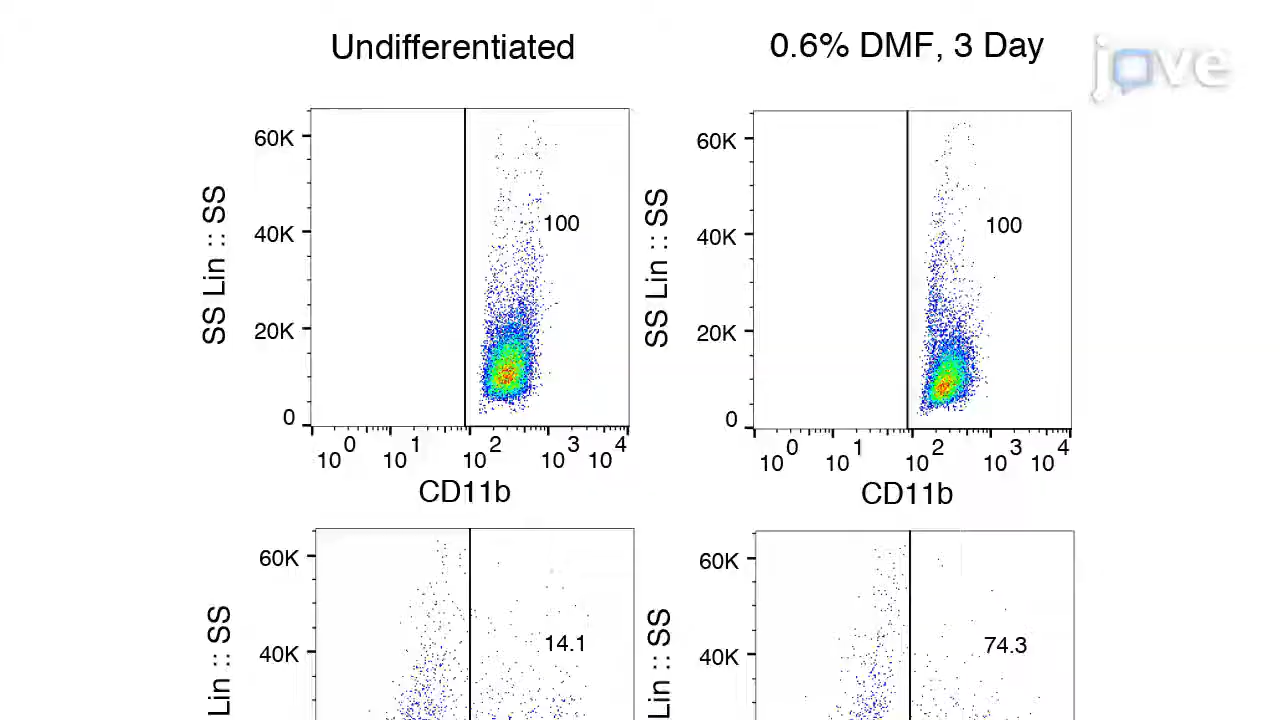 Undifferentiated
0.6% DMF, 3 Day
jove
60K
40K
20K
0
SS Lin :: SS
100
10^0 10^1 10^2 10^3 10^4
CD11b
60K
40K
20K
0
SS Lin :: SS
100
10^0 10^1 10^2 10^3 10^4
CD11b
60K
40K
Lin :: SS
14.1
60K
40K
Lin :: SS
74.3